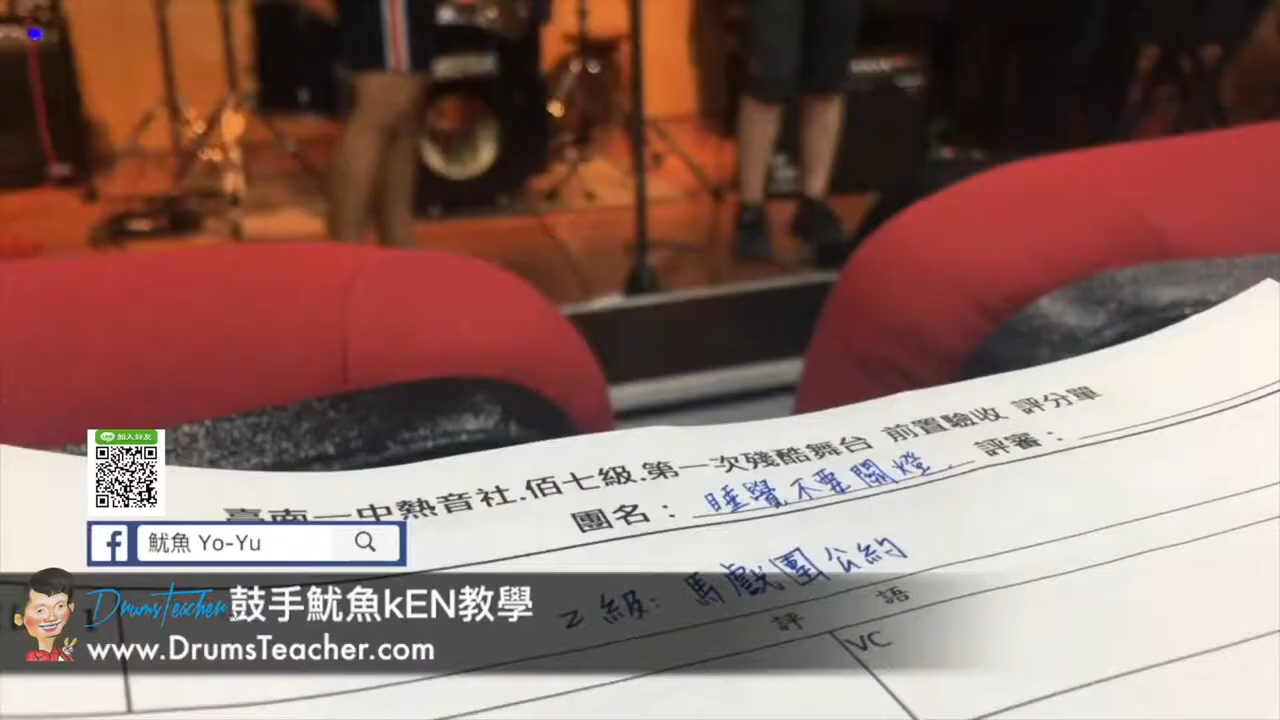 臺南一中熱音社.佰七級.第一次殘酷舞台 前置驗收 評分單
團名：睡覺不要關燈. 評審：
乙級: 馬戲團公約
評 語
VC
加入好友
魷魚 Yo-Yu
DrumsTeacher 鼓手魷魚kEN教學
www.DrumsTeacher.com